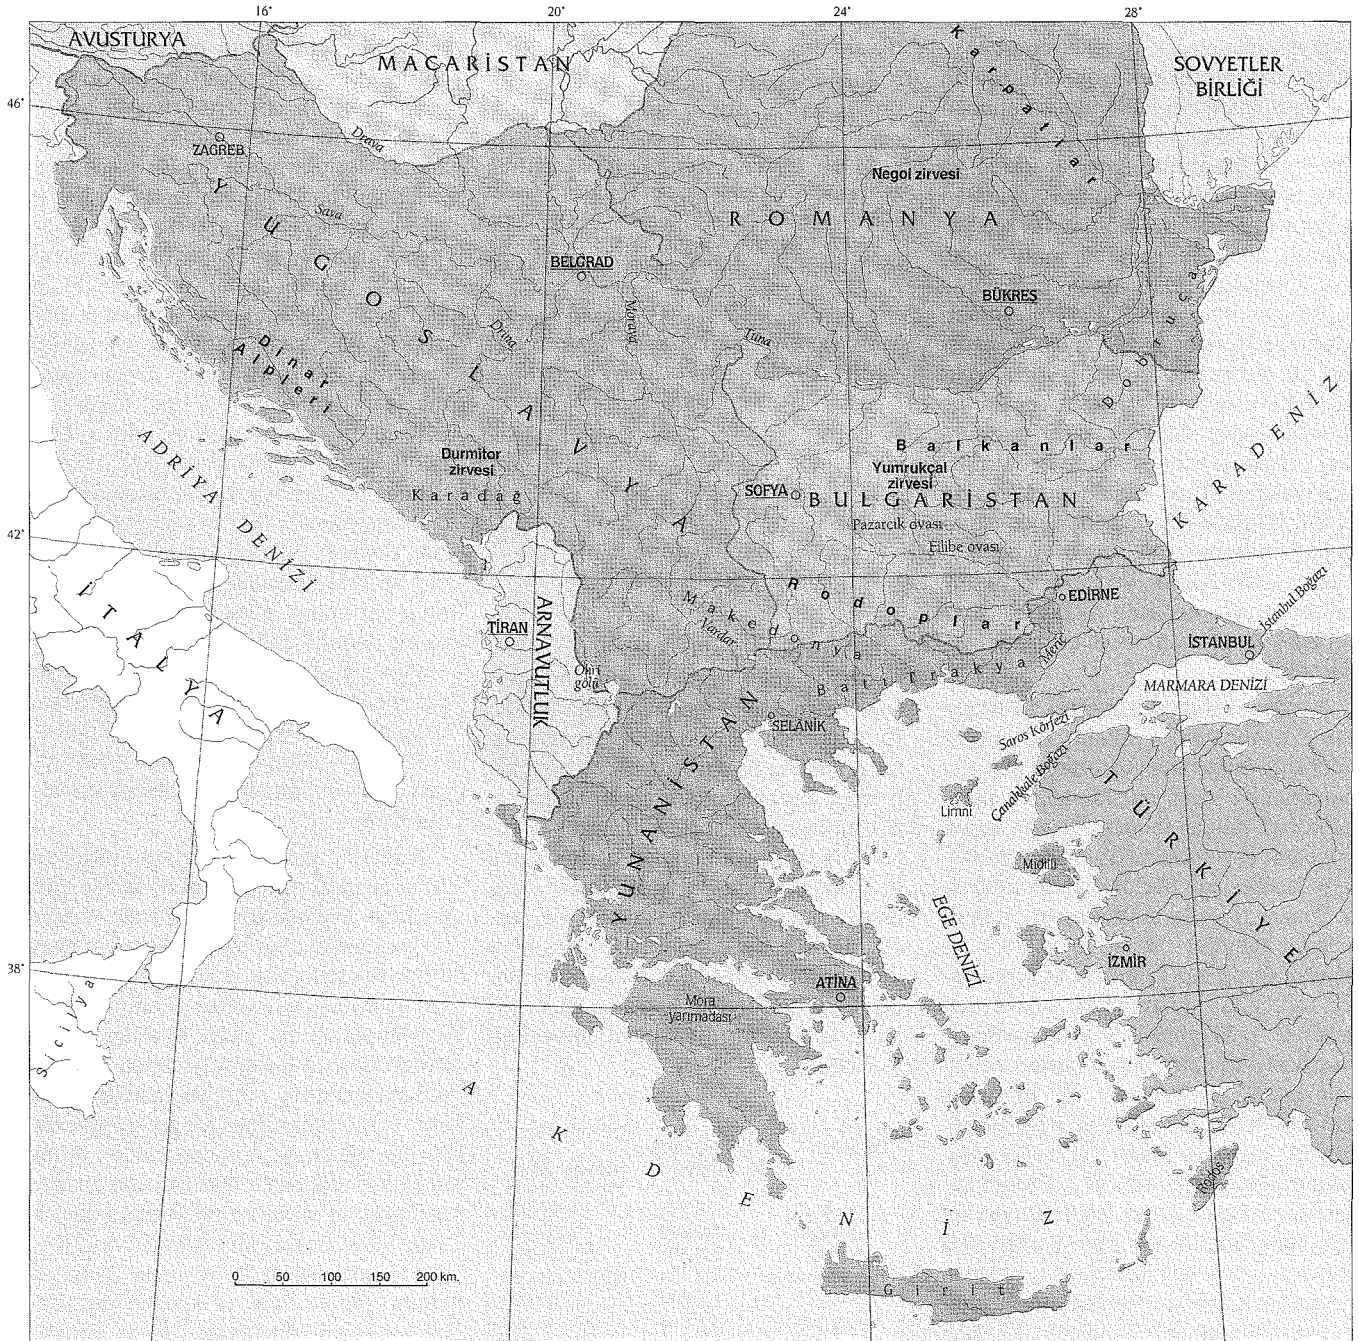 16°
20°
24°
28°
AVUSTURYA
MACARİSTAN
Karpatlar
SOVYETLER
BİRLİĞİ
46°
ZAGREB
Drava
Negoi zirvesi
YUGOSLAVYA
Sava
ROMANYA
BELGRAD
BÜKREŞ
Dobruca
Morava
Drina
Tuna
Dinar
Alpleri
KARADENİZ
ADRİYA DENİZİ
Durmitor
zirvesi
Karadağ
Balkanlar
Yumrukçal
zirvesi
SOFYA
BULGARİSTAN
Pazarcık ovası
Filibe ovası
42°
İTALYA
TİRAN
ARNAVUTLUK
Makedonya
Vardar
Rodoplar
EDİRNE
İstanbul Boğazı
İSTANBUL
Ohri
gölü
Batı Trakya
Meriç
MARMARA DENİZİ
SELÂNİK
Saros Körfezi
Çanakkale Boğazı
YUNANİSTAN
Limni
TÜRKİYE
Midilli
EGE DENİZİ
İZMİR
38°
ATİNA
Mora
yarımadası
Sicilya
AKDENİZ
Rodos
0 50 100 150 200 km.
Girit